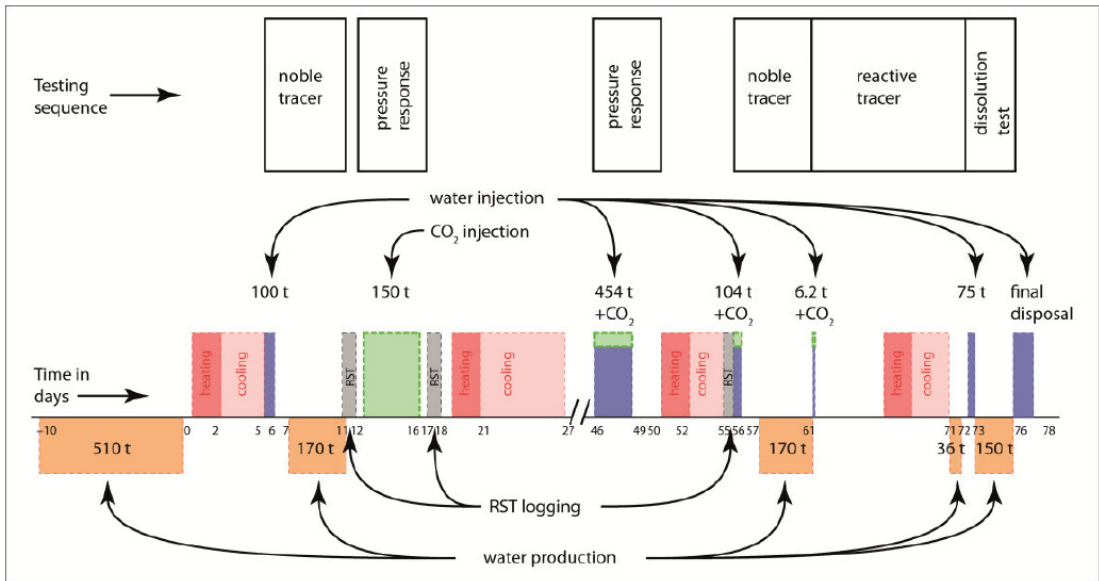 Testing
sequence
noble
tracer
pressure
response
pressure
response
noble
tracer
reactive
tracer
dissolution
test
water injection
CO₂ injection
100 t
150 t
454 t
+CO₂
104 t
+CO₂
6.2 t
+CO₂
75 t
final
disposal
Time in
days
heating
cooling
RST
RST
heating
cooling
heating
cooling
RST
heating
cooling
−10 0 2 5 6 7 11 12 16 17 18 21 27 46 49 50 52 55 56 57 61 71 72 73 76 78
510 t
170 t
170 t
36 t
150 t
RST logging
water production